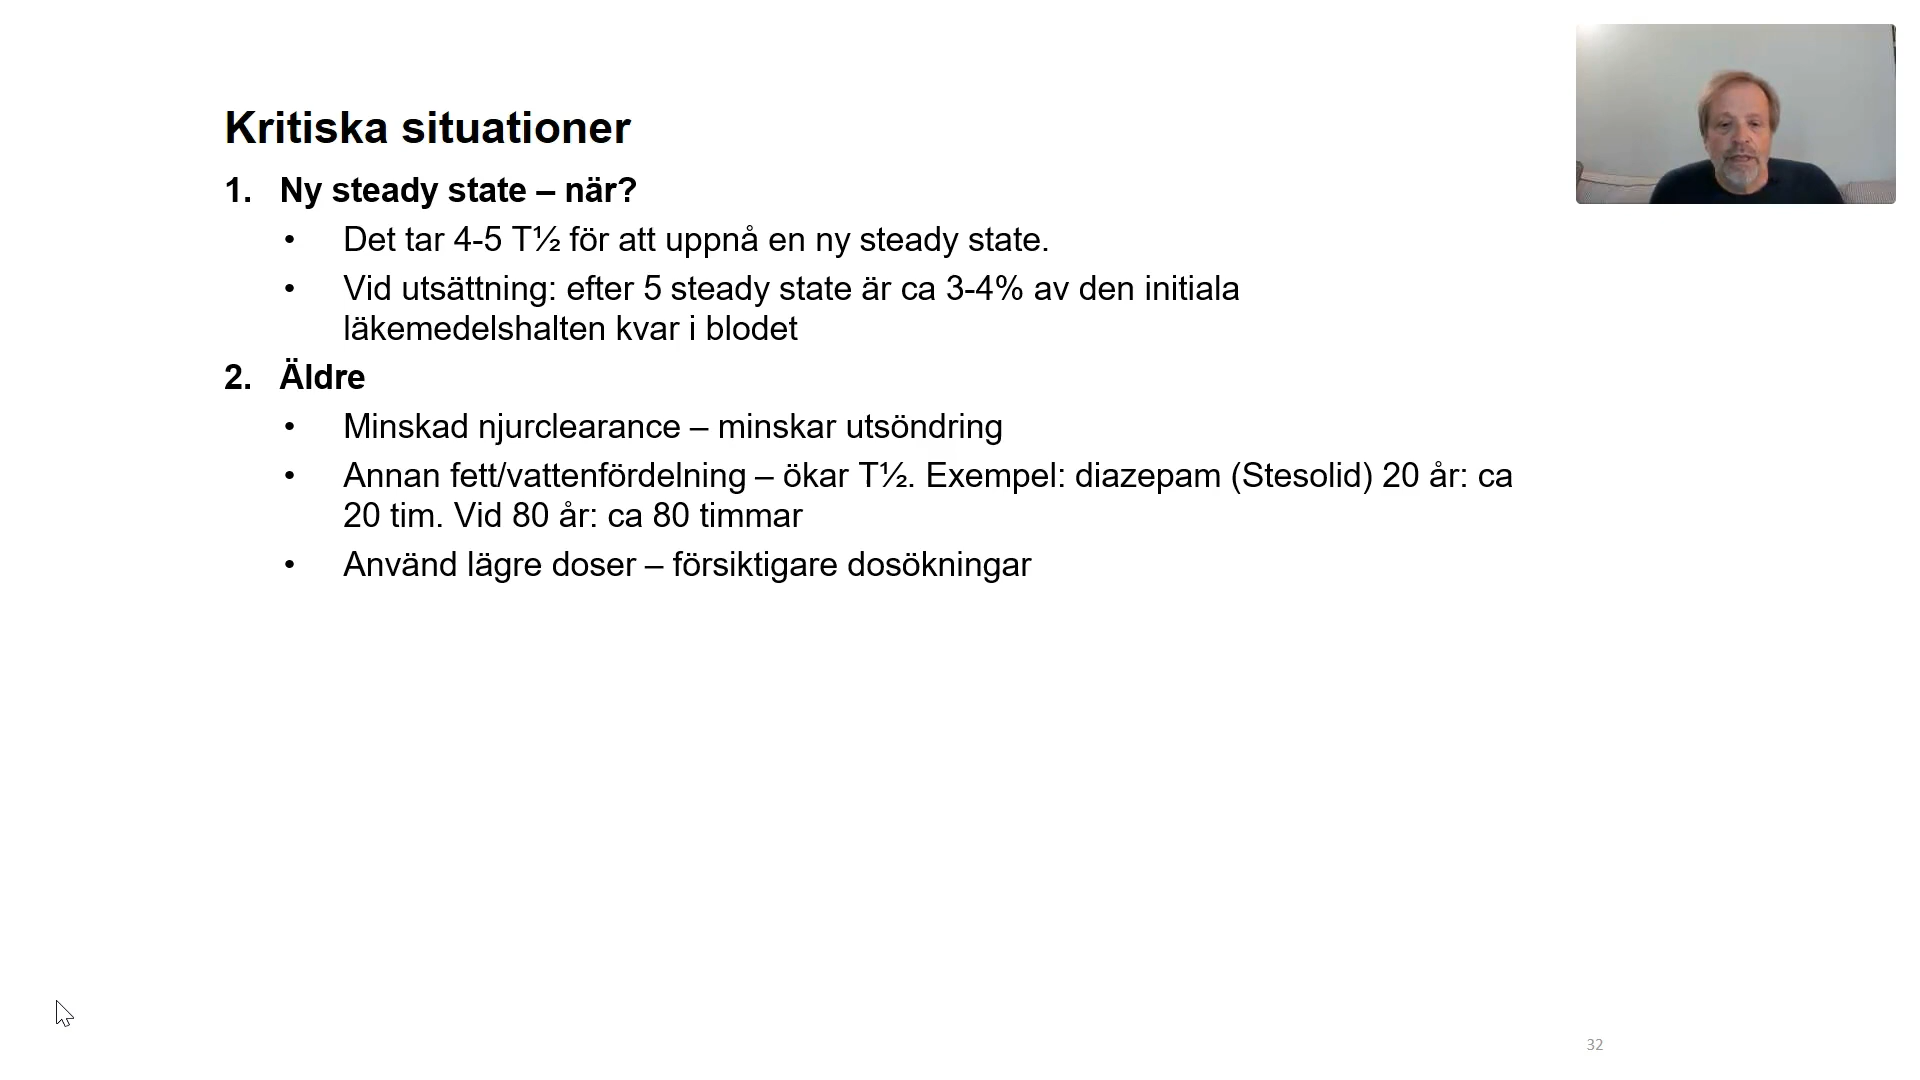 Kritiska situationer
1. Ny steady state – när?
• Det tar 4-5 T½ för att uppnå en ny steady state.
• Vid utsättning: efter 5 steady state är ca 3-4% av den initiala
läkemedelshalten kvar i blodet
2. Äldre
• Minskad njurclearance – minskar utsöndring
• Annan fett/vattenfördelning – ökar T½. Exempel: diazepam (Stesolid) 20 år: ca
20 tim. Vid 80 år: ca 80 timmar
• Använd lägre doser – försiktigare dosökningar
32